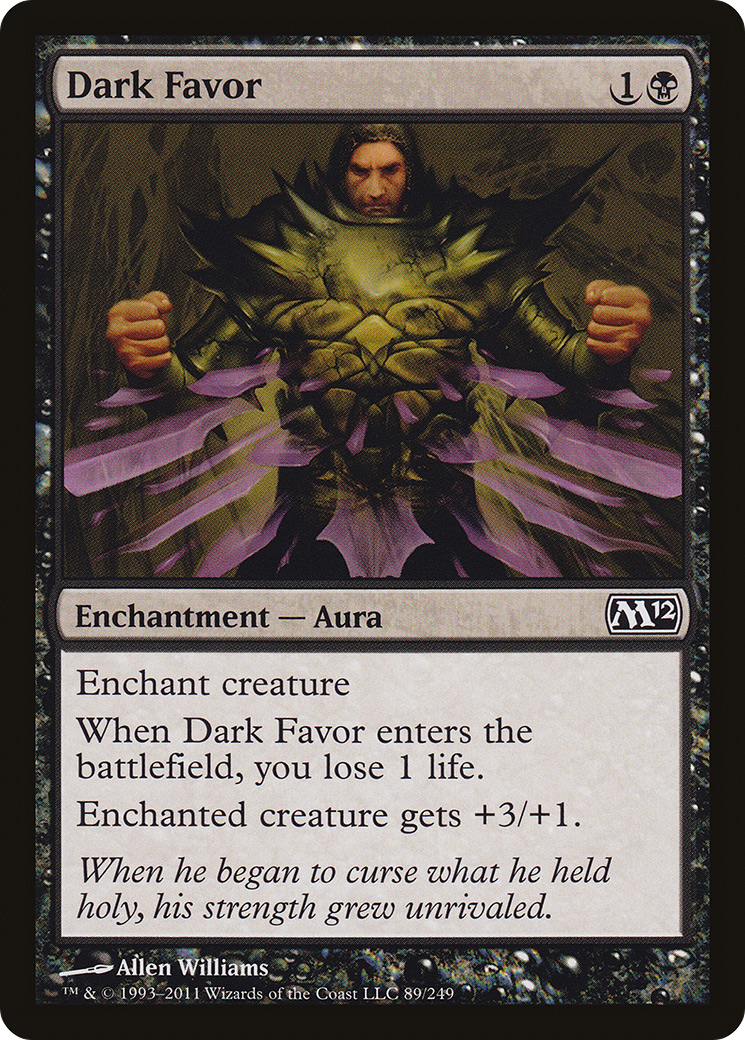 Dark Favor 1
Enchantment — Aura
M12
Enchant creature
When Dark Favor enters the
battlefield, you lose 1 life.
Enchanted creature gets +3/+1.
When he began to curse what he held
holy, his strength grew unrivaled.
Allen Williams
™ & © 1993–2011 Wizards of the Coast LLC 89/249